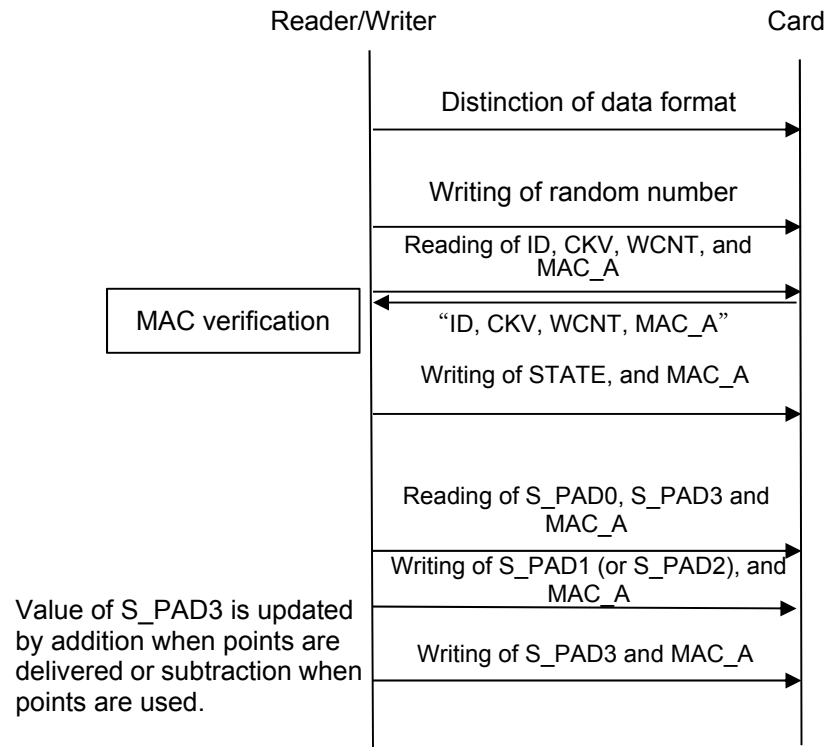 Reader/Writer
Card
Distinction of data format
Writing of random number
Reading of ID, CKV, WCNT, and
MAC_A
MAC verification
“ID, CKV, WCNT, MAC_A”
Writing of STATE, and MAC_A
Reading of S_PAD0, S_PAD3 and
MAC_A
Writing of S_PAD1 (or S_PAD2), and
MAC_A
Value of S_PAD3 is updated
by addition when points are
delivered or subtraction when
points are used.
Writing of S_PAD3 and MAC_A